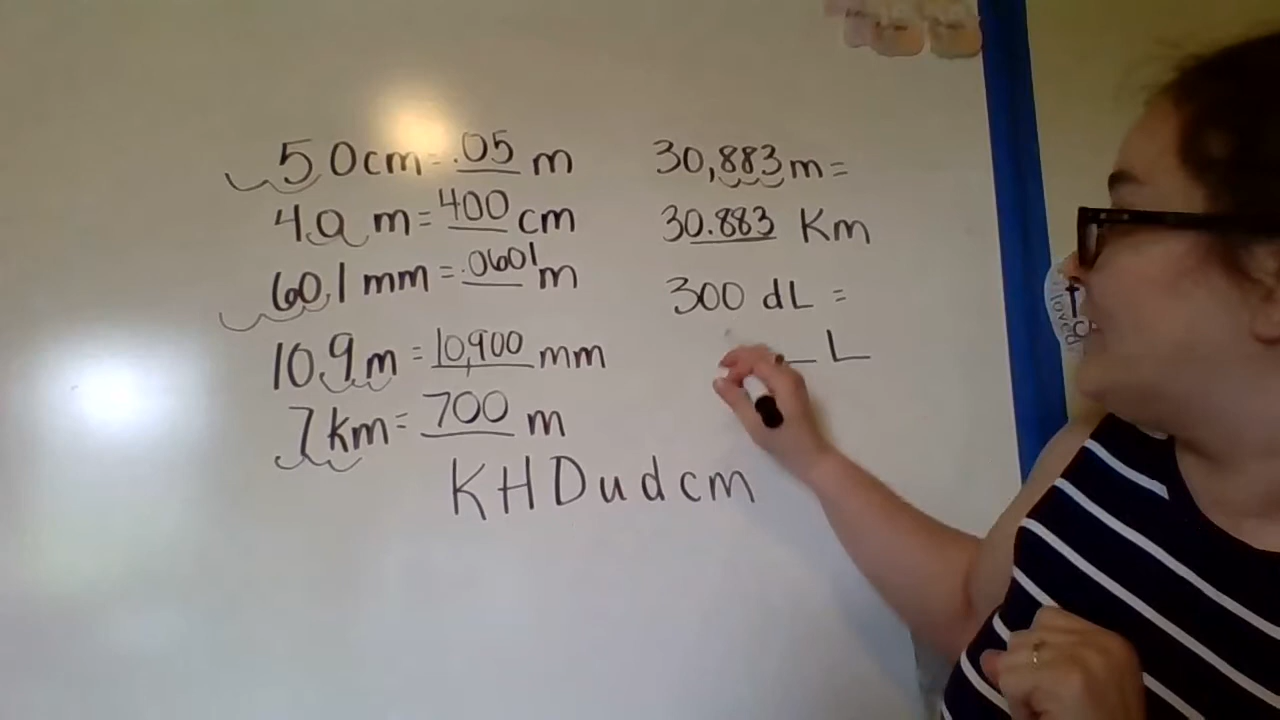 5.0cm = .05 m
4.0 m = 400 cm
60.1 mm = .0601 m
10.9 m = 10,900 mm
7 km = 700 m
KHDudcm
30,883 m =
30.883 Km
300 dL =
L
loved